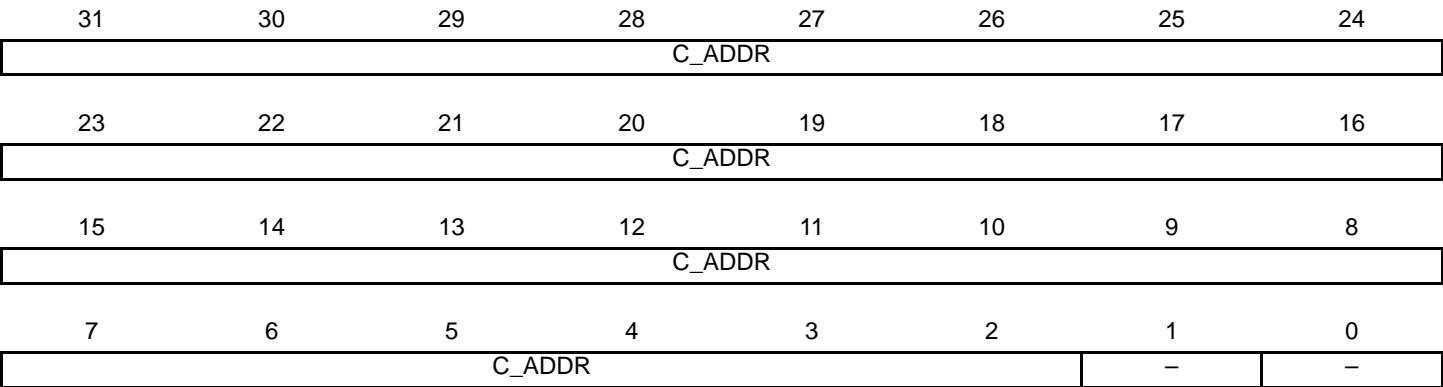 31 30 29 28 27 26 25 24
C_ADDR
23 22 21 20 19 18 17 16
C_ADDR
15 14 13 12 11 10 9 8
C_ADDR
7 6 5 4 3 2 1 0
C_ADDR – –